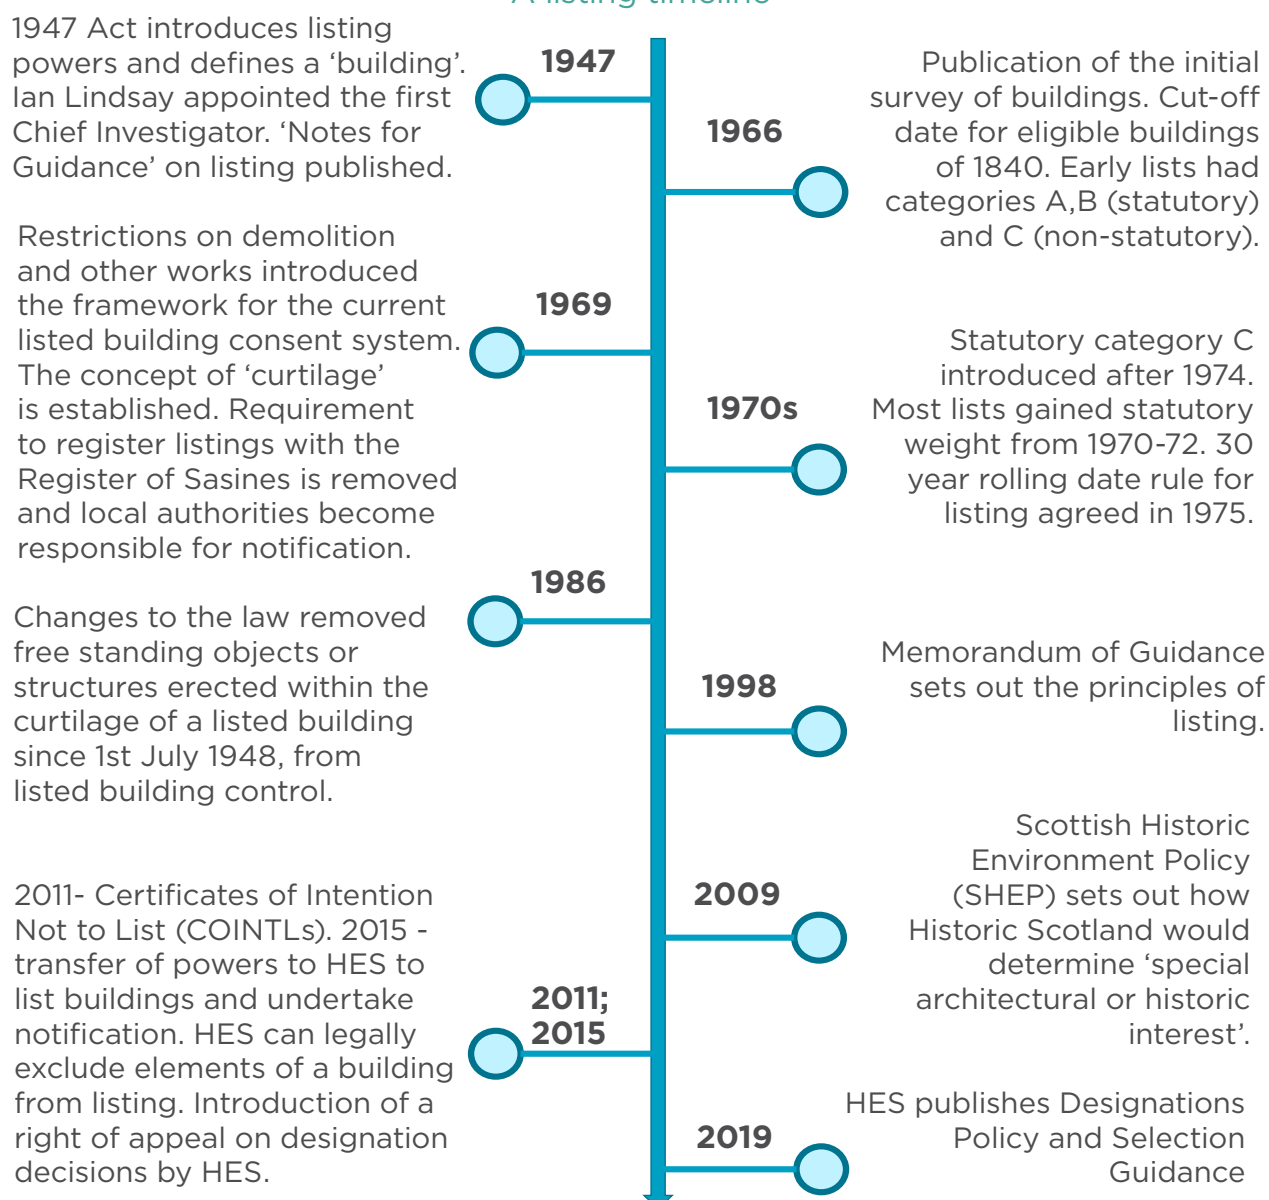 A listing timeline
1947 Act introduces listing
powers and defines a ‘building’.
Ian Lindsay appointed the first
Chief Investigator. ‘Notes for
Guidance’ on listing published.
1947
1966
Publication of the initial
survey of buildings. Cut-off
date for eligible buildings
of 1840. Early lists had
categories A,B (statutory)
and C (non-statutory).
Restrictions on demolition
and other works introduced
the framework for the current
listed building consent system.
The concept of ‘curtilage’
is established. Requirement
to register listings with the
Register of Sasines is removed
and local authorities become
responsible for notification.
1969
1970s
Statutory category C
introduced after 1974.
Most lists gained statutory
weight from 1970-72. 30
year rolling date rule for
listing agreed in 1975.
1986
Changes to the law removed
free standing objects or
structures erected within the
curtilage of a listed building
since 1st July 1948, from
listed building control.
1998
Memorandum of Guidance
sets out the principles of
listing.
2009
Scottish Historic
Environment Policy
(SHEP) sets out how
Historic Scotland would
determine ‘special
architectural or historic
interest’.
2011- Certificates of Intention
Not to List (COINTLs). 2015 -
transfer of powers to HES to
list buildings and undertake
notification. HES can legally
exclude elements of a building
from listing. Introduction of a
right of appeal on designation
decisions by HES.
2011;
2015
2019
HES publishes Designations
Policy and Selection
Guidance